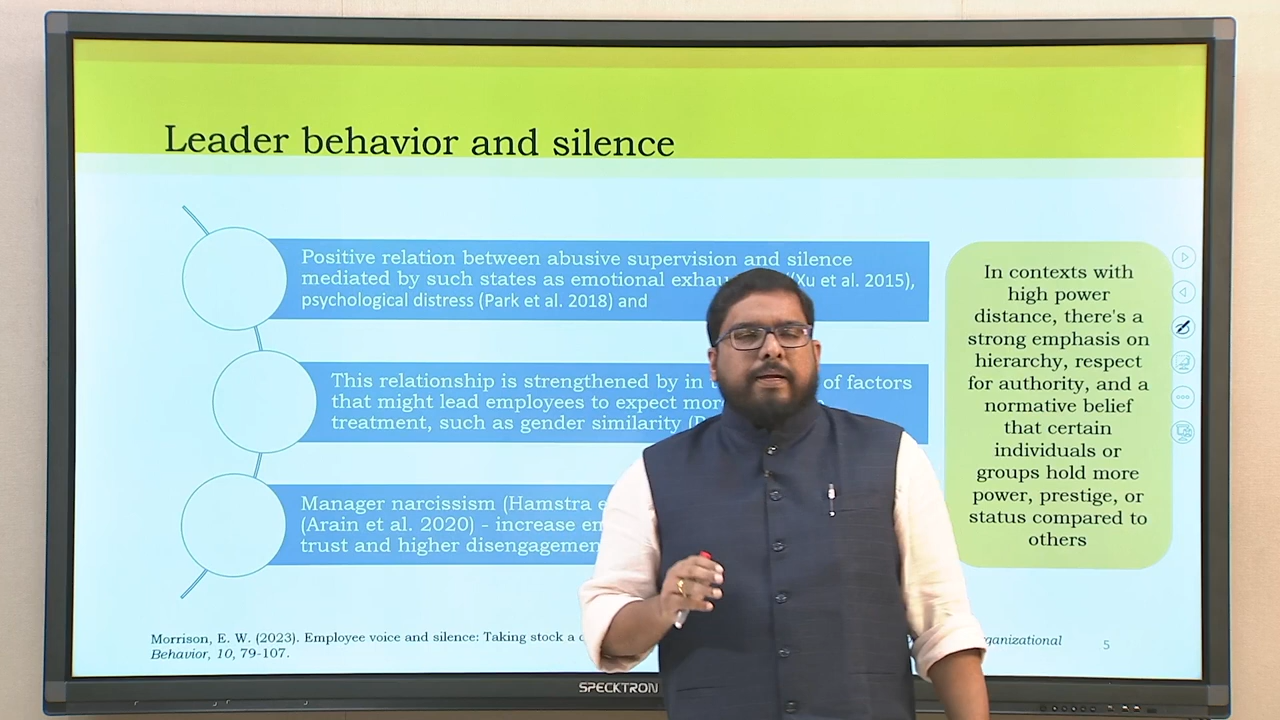 Leader behavior and silence
Positive relation between abusive supervision and silence
mediated by such states as emotional (Xu et al. 2015),
psychological distress (Park et al. 2018) and
This relationship is strengthened by in of factors
that might lead employees to expect
treatment, such as gender similarity
Manager narcissism (Hamstra
(Arain et al. 2020) - increase
trust and higher
In contexts with
high power
distance, there's a
strong emphasis on
hierarchy, respect
for authority, and a
normative belief
that certain
individuals or
groups hold more
power, prestige, or
status compared to
others
Morrison, E. W. (2023). Employee voice and silence: Taking stock a
Behavior, 10, 79-107.
5
SPECKTRON